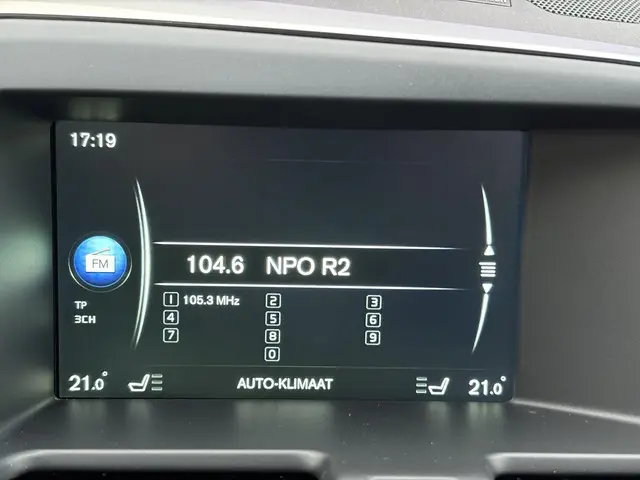 17:19
FM
104.6 NPO R2
TP
3CH
1 105.3 MHz 2 3
4 5 6
7 8 9
0
21.0° AUTO-KLIMAAT 21.0°